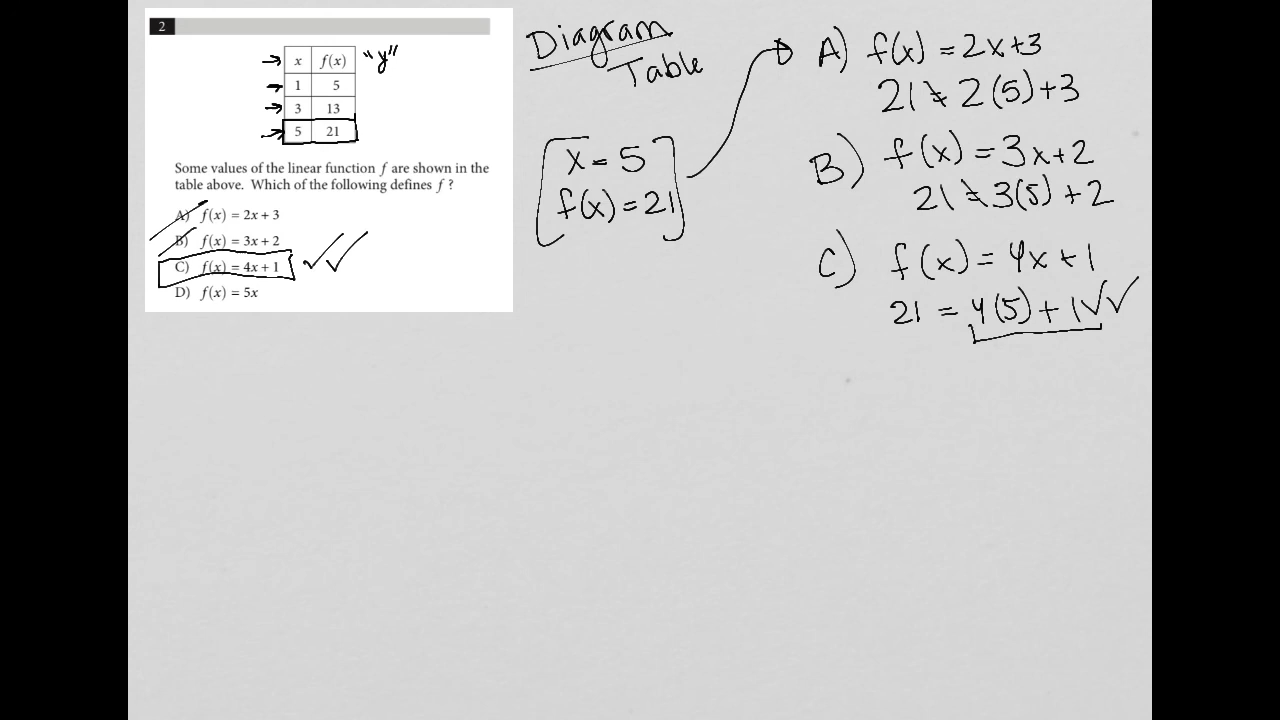 2
x f(x) "y"
1 5
3 13
5 21
Some values of the linear function f are shown in the
table above. Which of the following defines f ?
A) f(x) = 2x + 3
B) f(x) = 3x + 2
C) f(x) = 4x + 1
D) f(x) = 5x
Diagram
Table
x = 5
f(x) = 21
A) f(x) = 2x+3
21 ≠ 2(5)+3
B) f(x) = 3x+2
21 ≠ 3(5)+2
C) f(x) = 4x+1
21 = 4(5)+1